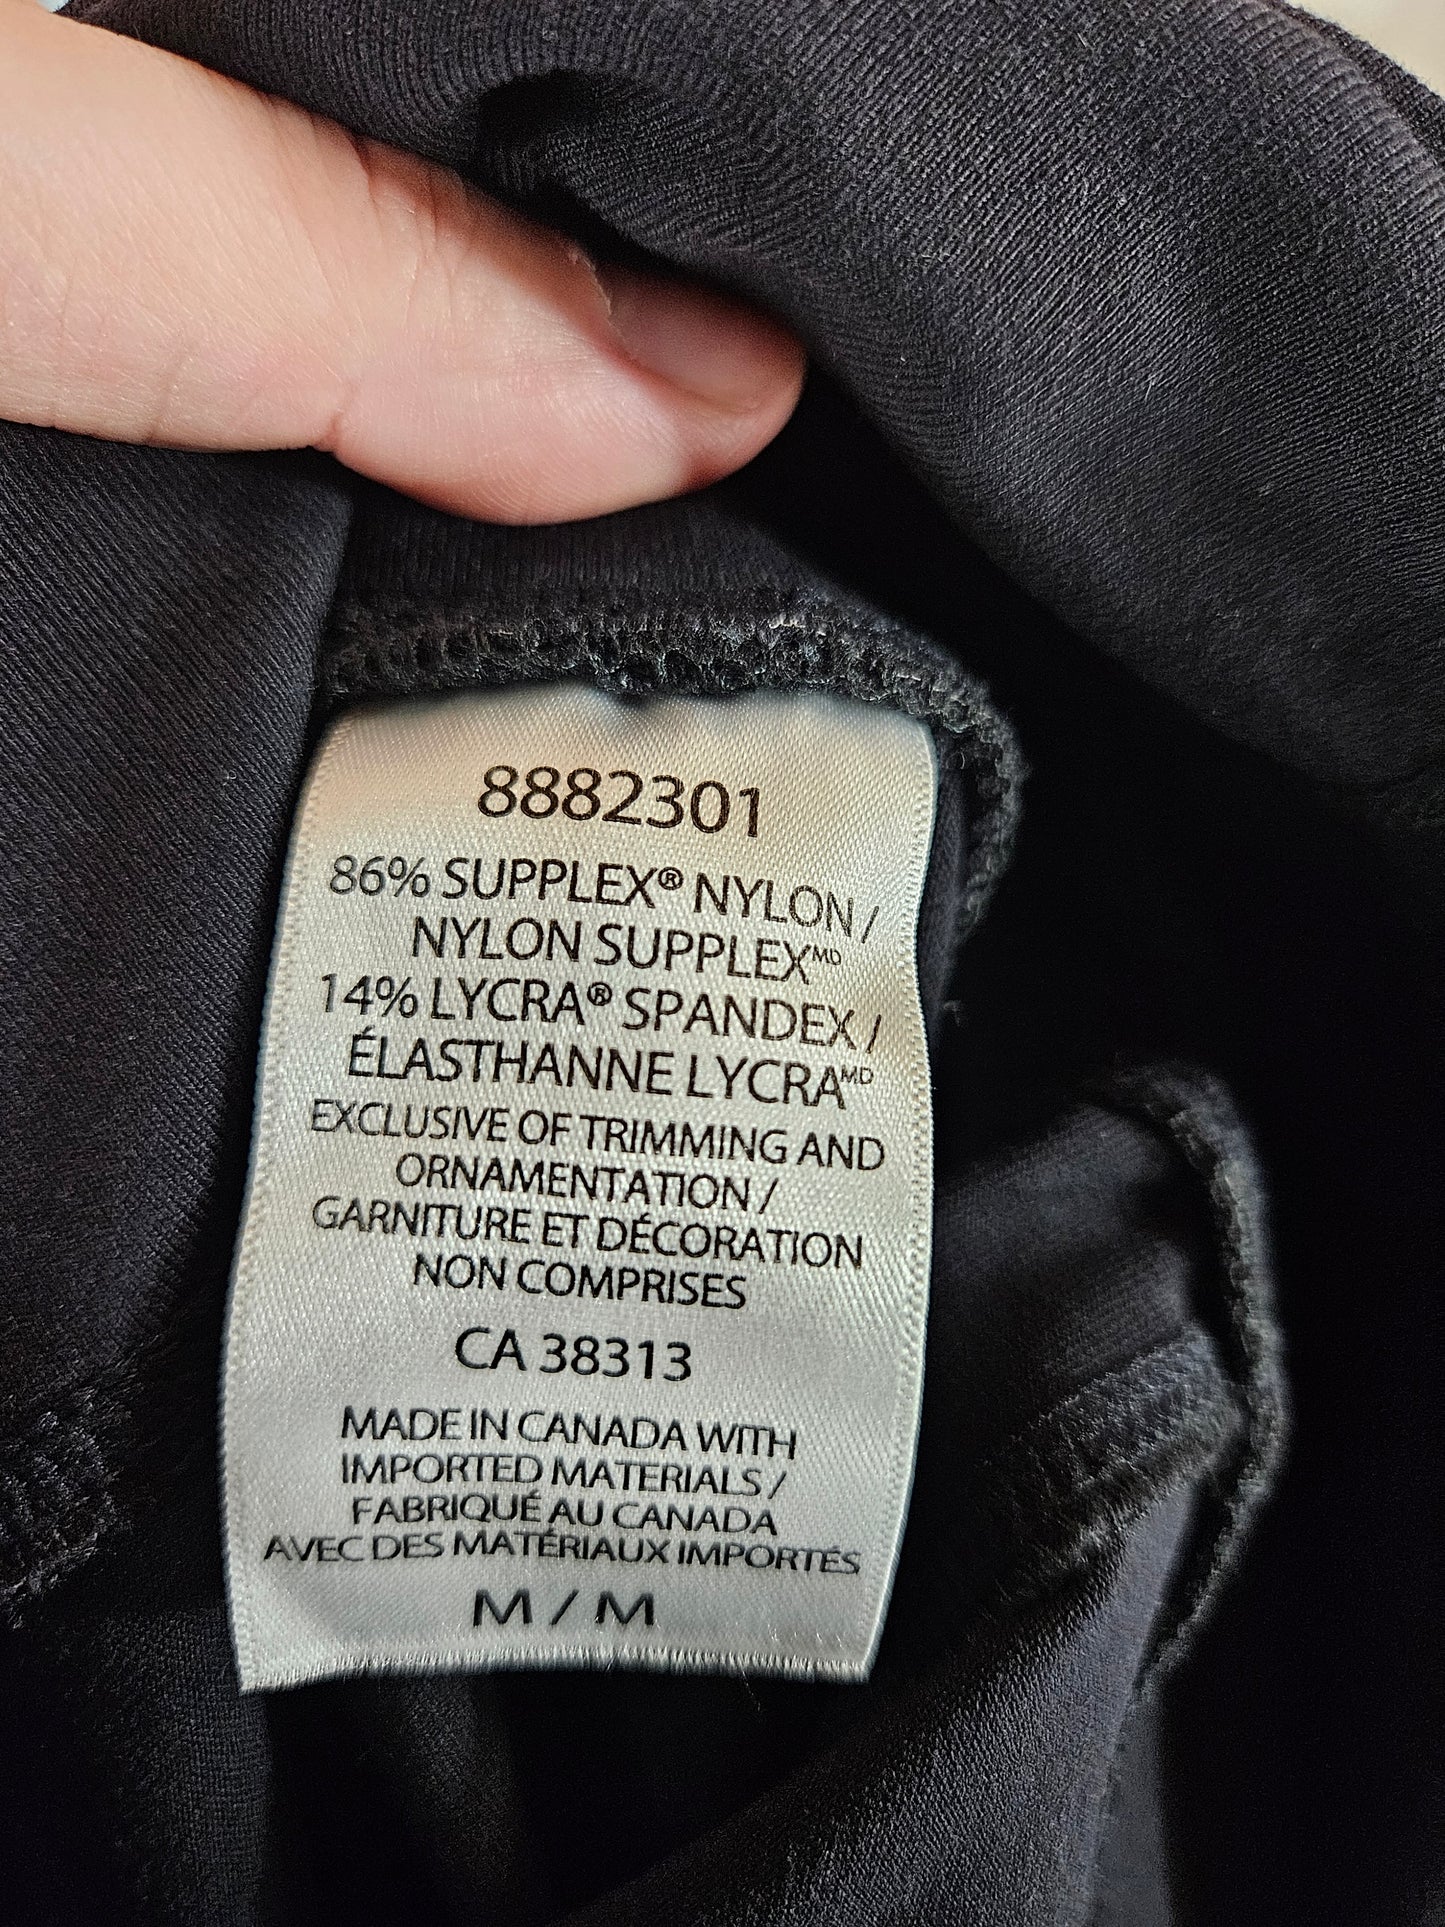 8882301
86% SUPPLEX® NYLON /
NYLON SUPPLEXᴹᴰ
14% LYCRA® SPANDEX /
ÉLASTHANNE LYCRAᴹᴰ
EXCLUSIVE OF TRIMMING AND
ORNAMENTATION /
GARNITURE ET DÉCORATION
NON COMPRISES
CA 38313
MADE IN CANADA WITH
IMPORTED MATERIALS /
FABRIQUÉ AU CANADA
AVEC DES MATÉRIAUX IMPORTÉS
M / M